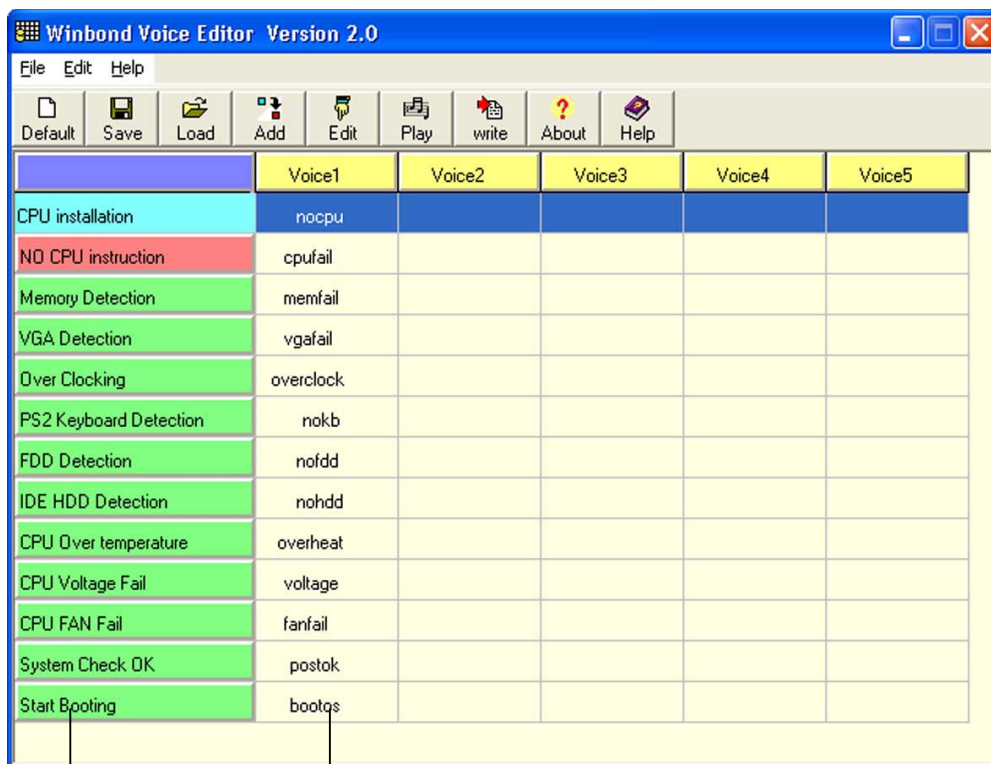 Winbond Voice Editor Version 2.0
File Edit Help
Default Save Load Add Edit Play write About Help
Voice1 Voice2 Voice3 Voice4 Voice5
CPU installation nocpu
NO CPU instruction cpufail
Memory Detection memfail
VGA Detection vgafail
Over Clocking overclock
PS2 Keyboard Detection nokb
FDD Detection nofdd
IDE HDD Detection nohdd
CPU Over temperature overheat
CPU Voltage Fail voltage
CPU FAN Fail fanfail
System Check OK postok
Start Booting bootos